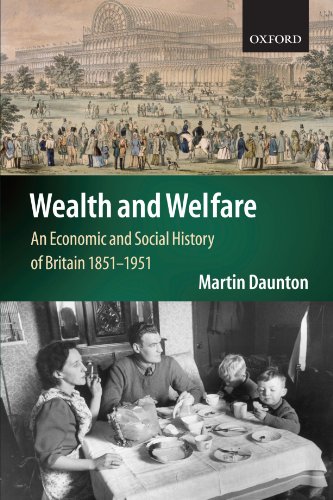 OXFORD
Wealth and Welfare
An Economic and Social History
of Britain 1851–1951
Martin Daunton